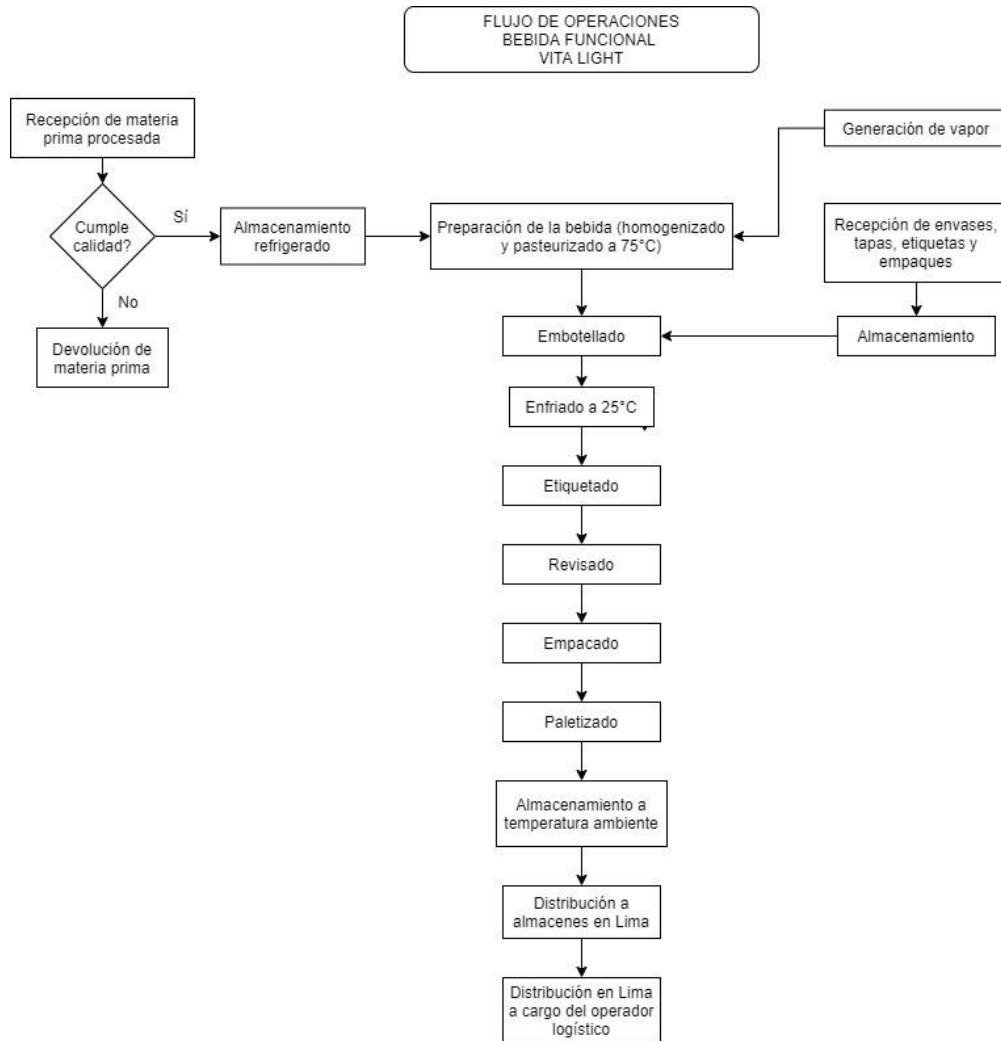 FLUJO DE OPERACIONES
BEBIDA FUNCIONAL
VITA LIGHT
Recepción de materia
prima procesada
Generación de vapor
Cumple
calidad?
Sí
Almacenamiento
refrigerado
Preparación de la bebida (homogenizado
y pasteurizado a 75°C)
Recepción de envases,
tapas, etiquetas y
empaques
No
Devolución de
materia prima
Embotellado
Almacenamiento
Enfriado a 25°C
Etiquetado
Revisado
Empacado
Paletizado
Almacenamiento a
temperatura ambiente
Distribución a
almacenes en Lima
Distribución en Lima
a cargo del operador
logístico